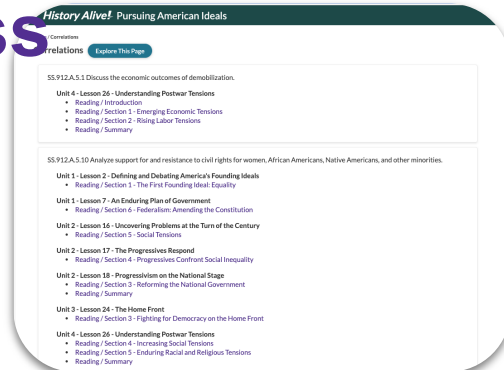 ss
History Alive! Pursuing American Ideals
/ Correlations
rrelations Explore This Page
SS.912.A.5.1 Discuss the economic outcomes of demobilization.
Unit 4 - Lesson 26 - Understanding Postwar Tensions
• Reading / Introduction
• Reading / Section 1 - Emerging Economic Tensions
• Reading / Section 2 - Rising Labor Tensions
• Reading / Summary
SS.912.A.5.10 Analyze support for and resistance to civil rights for women, African Americans, Native Americans, and other minorities.
Unit 1 - Lesson 2 - Defining and Debating America's Founding Ideals
• Reading / Section 1 - The First Founding Ideal: Equality
Unit 1 - Lesson 7 - An Enduring Plan of Government
• Reading / Section 6 - Federalism: Amending the Constitution
Unit 2 - Lesson 16 - Uncovering Problems at the Turn of the Century
• Reading / Section 5 - Social Tensions
Unit 2 - Lesson 17 - The Progressives Respond
• Reading / Section 4 - Progressives Confront Social Inequality
Unit 2 - Lesson 18 - Progressivism on the National Stage
• Reading / Section 3 - Reforming the National Government
• Reading / Summary
Unit 3 - Lesson 24 - The Home Front
• Reading / Section 3 - Fighting for Democracy on the Home Front
Unit 4 - Lesson 26 - Understanding Postwar Tensions
• Reading / Section 4 - Increasing Social Tensions
• Reading / Section 5 - Enduring Racial and Religious Tensions
• Reading / Summary